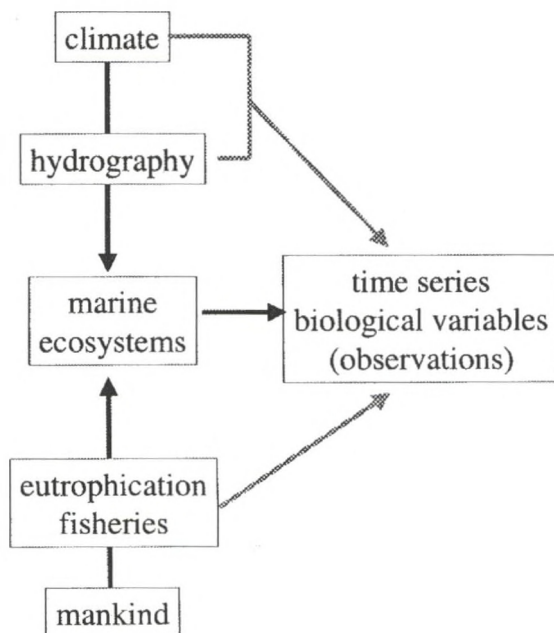 climate
hydrography
marine
ecosystems
time series
biological variables
(observations)
eutrophication
fisheries
mankind